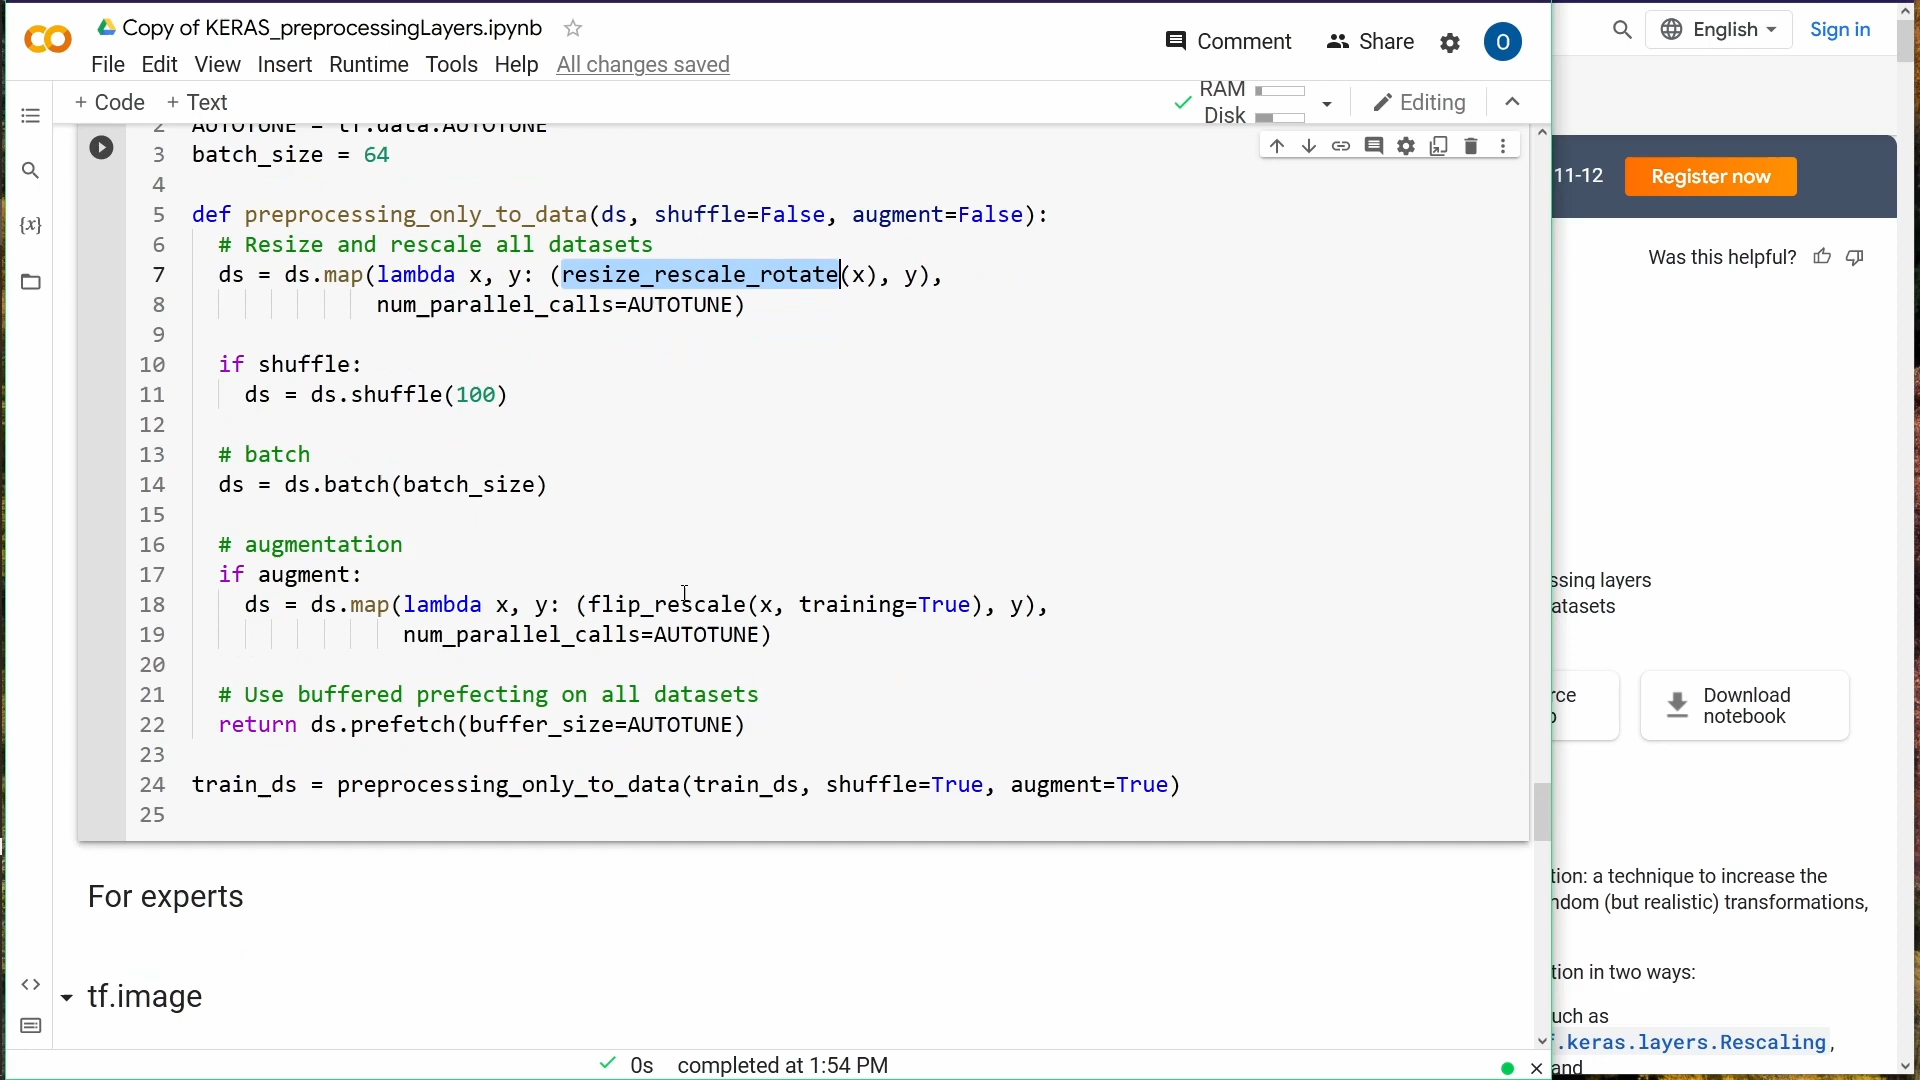 Copy of KERAS_preprocessingLayers.ipynb
File Edit View Insert Runtime Tools Help All changes saved
Comment Share O
English Sign in
+ Code + Text
RAM
Disk
Editing
2 AUTOTUNE = tf.data.AUTOTUNE
3 batch_size = 64
4
5 def preprocessing_only_to_data(ds, shuffle=False, augment=False):
6 # Resize and rescale all datasets
7 ds = ds.map(lambda x, y: (resize_rescale_rotate(x), y),
8 num_parallel_calls=AUTOTUNE)
9
10 if shuffle:
11 ds = ds.shuffle(100)
12
13 # batch
14 ds = ds.batch(batch_size)
15
16 # augmentation
17 if augment:
18 ds = ds.map(lambda x, y: (flip_rescale(x, training=True), y),
19 num_parallel_calls=AUTOTUNE)
20
21 # Use buffered prefecting on all datasets
22 return ds.prefetch(buffer_size=AUTOTUNE)
23
24 train_ds = preprocessing_only_to_data(train_ds, shuffle=True, augment=True)
25
For experts
tf.image
0s completed at 1:54 PM
11-12 Register now
Was this helpful?
ssing layers
atasets
rce
Download
notebook
tion: a technique to increase the
ndom (but realistic) transformations,
tion in two ways:
uch as
f.keras.layers.Rescaling,
and